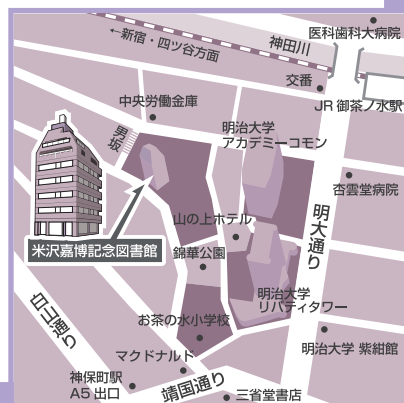 医科歯科大病院
←新宿・四ツ谷方面
神田川
交番
JR 御茶ノ水駅
中央労働金庫
男坂
明治大学
アカデミーコモン
杏雲堂病院
山の上ホテル
明大通り
米沢嘉博記念図書館
錦華公園
明治大学
リバティタワー
白山通り
お茶の水小学校
明治大学 紫紺館
マクドナルト
神保町駅
A5 出口
靖国通り
三省堂書店